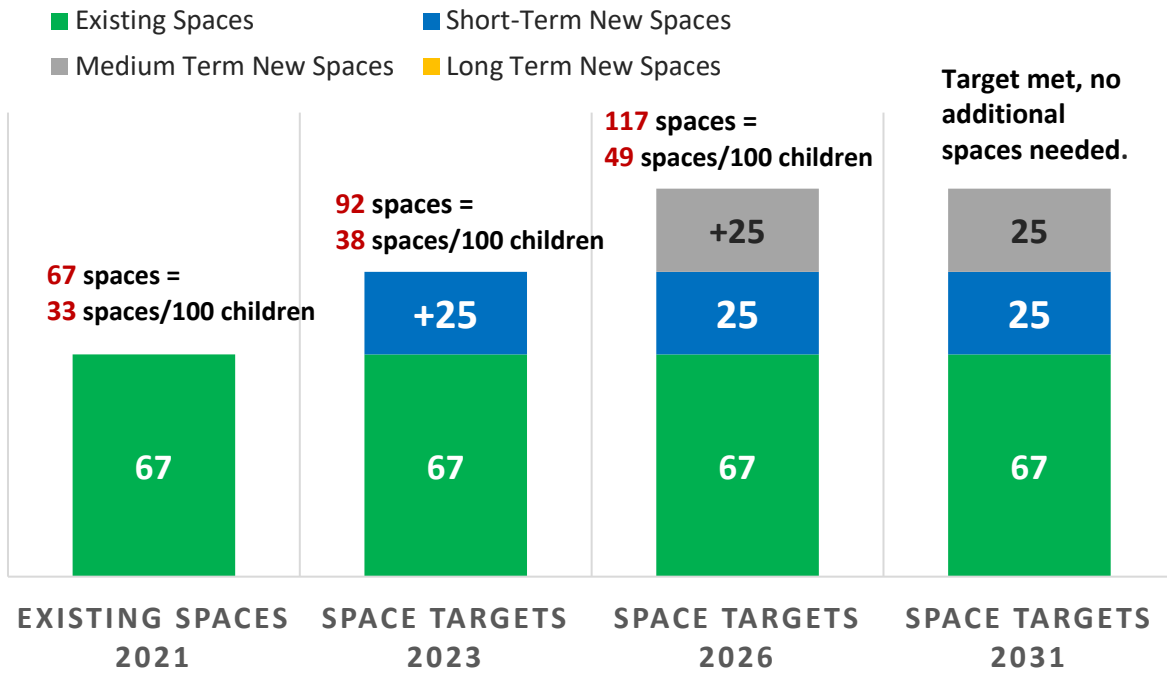 Existing Spaces
Short-Term New Spaces
Medium Term New Spaces
Long Term New Spaces
67 spaces =
33 spaces/100 children
67
EXISTING SPACES
2021
92 spaces =
38 spaces/100 children
+25
67
SPACE TARGETS
2023
117 spaces =
49 spaces/100 children
+25
25
67
SPACE TARGETS
2026
Target met, no
additional
spaces needed.
25
25
67
SPACE TARGETS
2031